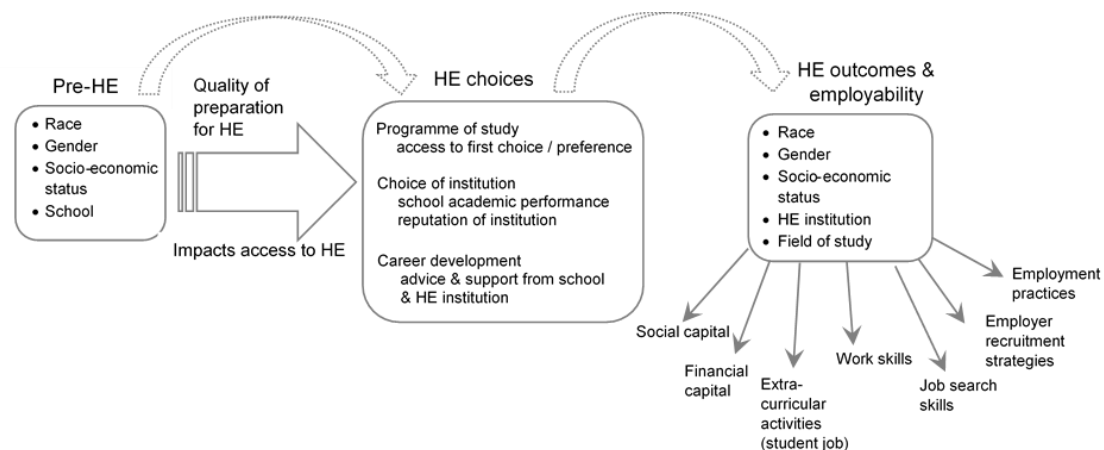 Pre-HE
• Race
• Gender
• Socio-economic
status
• School
Quality of
preparation
for HE
Impacts access to HE
HE choices
Programme of study
access to first choice / preference
Choice of institution
school academic performance
reputation of institution
Career development
advice & support from school
& HE institution
HE outcomes &
employability
• Race
• Gender
• Socio-economic
status
• HE institution
• Field of study
Social capital
Financial
capital
Extra-
curricular
activities
(student job)
Work skills
Job search
skills
Employer
recruitment
strategies
Employment
practices